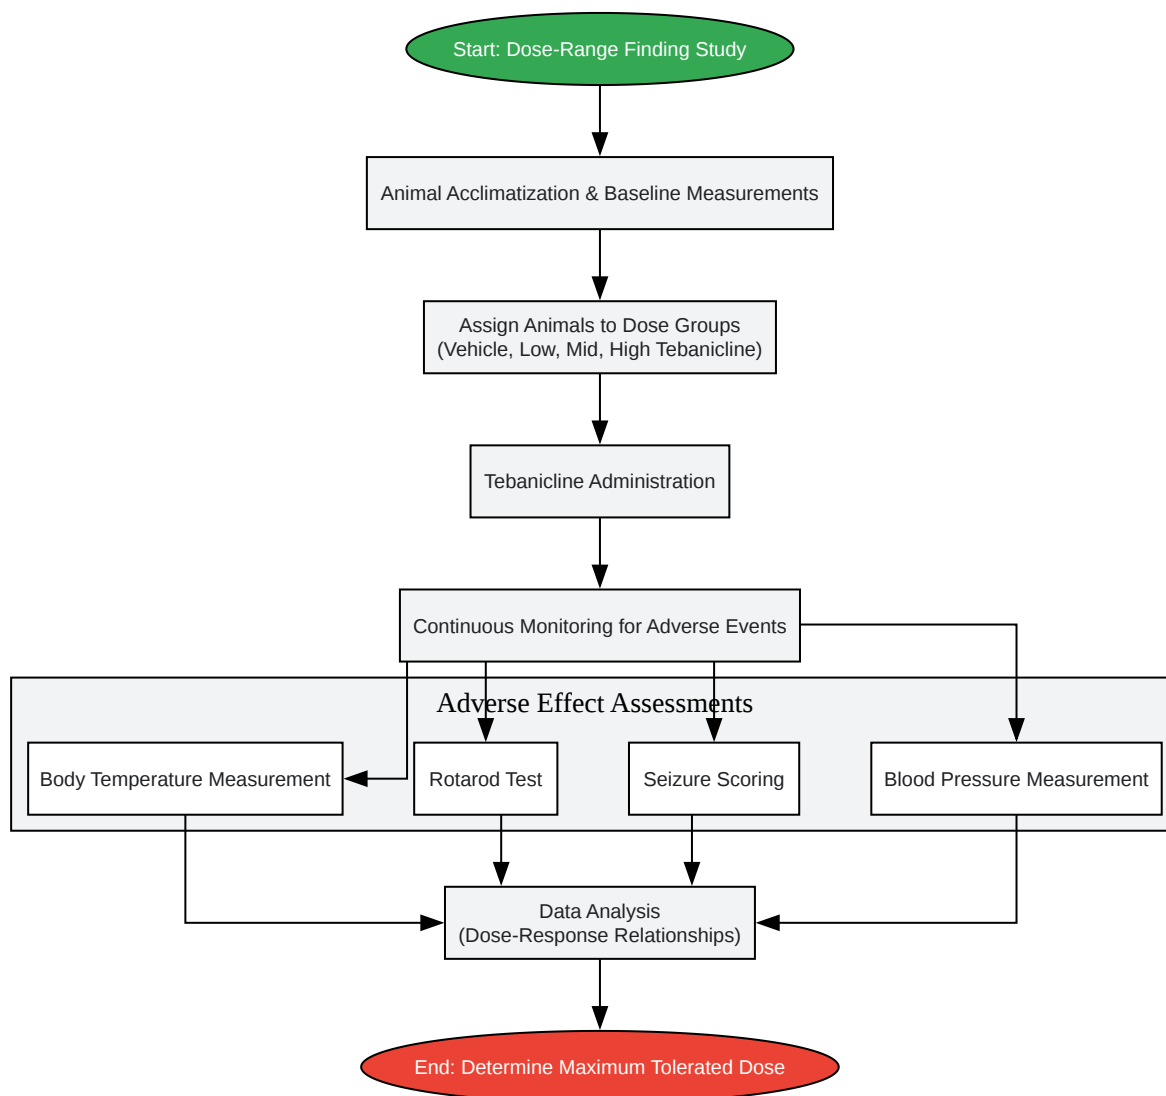 Start: Dose-Range Finding Study
Animal Acclimatization & Baseline Measurements
Assign Animals to Dose Groups
(Vehicle, Low, Mid, High Tebanicline)
Tebanicline Administration
Continuous Monitoring for Adverse Events
Adverse Effect Assessments
Body Temperature Measurement
Rotarod Test
Seizure Scoring
Blood Pressure Measurement
Data Analysis
(Dose-Response Relationships)
End: Determine Maximum Tolerated Dose